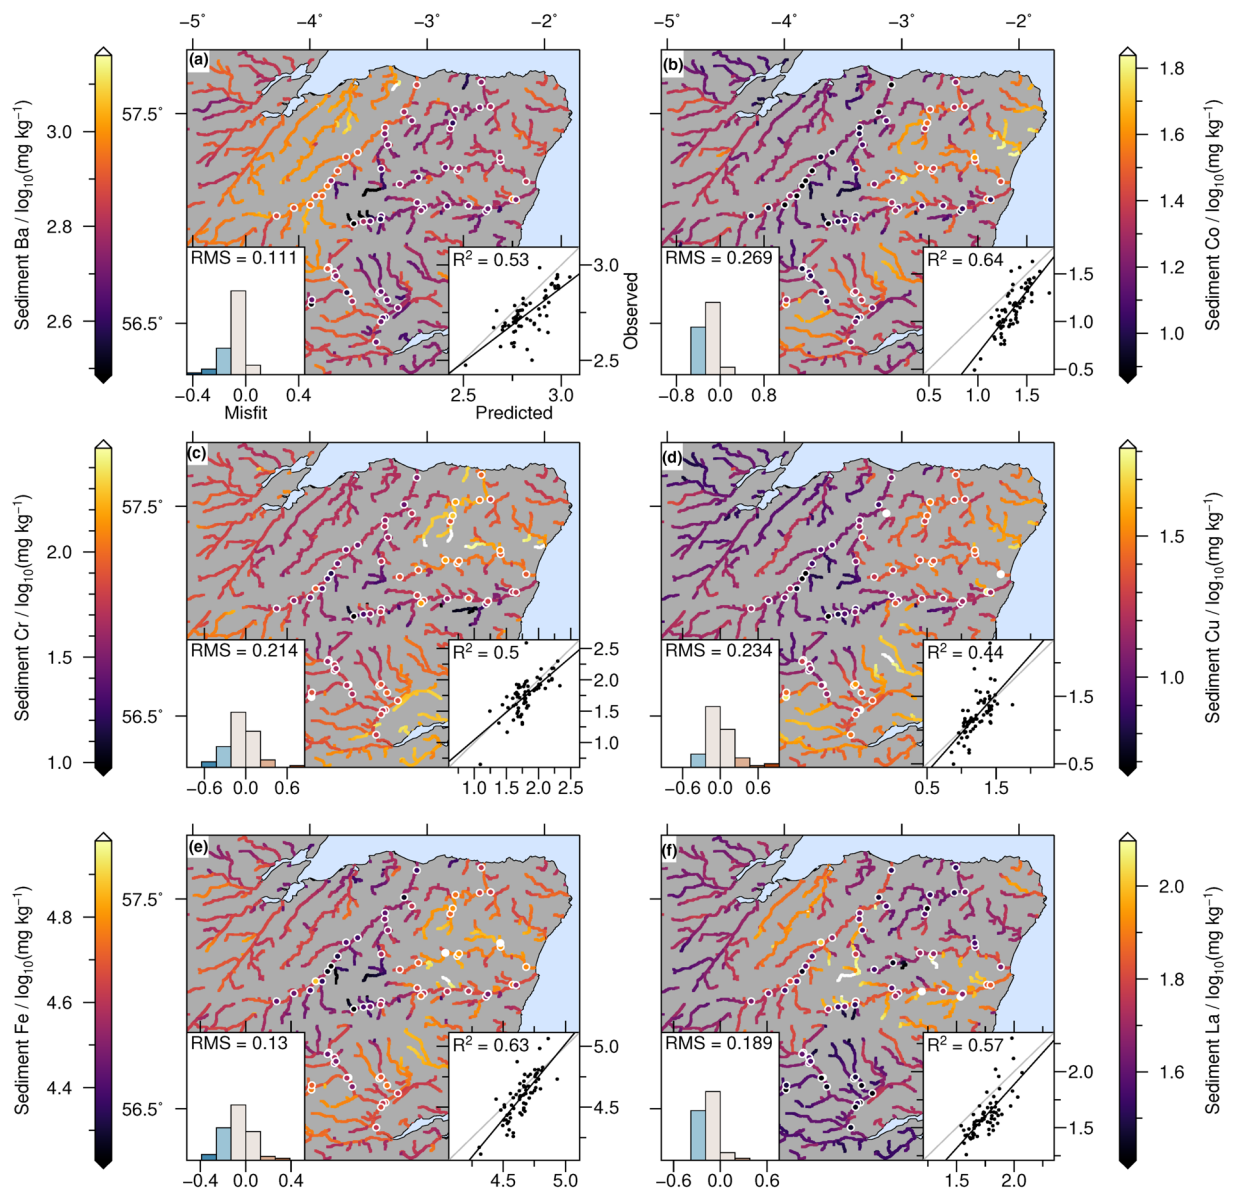 -5° -4° -3° -2° -5° -4° -3° -2°
(a)
Sediment Ba / log10(mg kg⁻¹)
3.0
2.8
2.6
57.5°
56.5°
RMS = 0.111
-0.4 0.0 0.4
Misfit
R² = 0.53
3.0
2.5
Observed
2.5 3.0
Predicted
(b)
RMS = 0.269
-0.8 0.0 0.8
R² = 0.64
1.5
1.0
0.5
0.5 1.0 1.5
1.8
1.6
1.4
1.2
1.0
Sediment Co / log10(mg kg⁻¹)
(c)
Sediment Cr / log10(mg kg⁻¹)
2.0
1.5
1.0
57.5°
56.5°
RMS = 0.214
-0.6 0.0 0.6
R² = 0.5
2.5
2.0
1.5
1.0
1.0 1.5 2.0 2.5
(d)
RMS = 0.234
-0.6 0.0 0.6
R² = 0.44
1.5
0.5
0.5 1.5
1.5
1.0
Sediment Cu / log10(mg kg⁻¹)
(e)
Sediment Fe / log10(mg kg⁻¹)
4.8
4.6
4.4
57.5°
56.5°
RMS = 0.13
-0.4 0.0 0.4
R² = 0.63
5.0
4.5
4.5 5.0
(f)
RMS = 0.189
-0.6 0.0 0.6
R² = 0.57
2.0
1.5
1.5 2.0
2.0
1.8
1.6
Sediment La / log10(mg kg⁻¹)